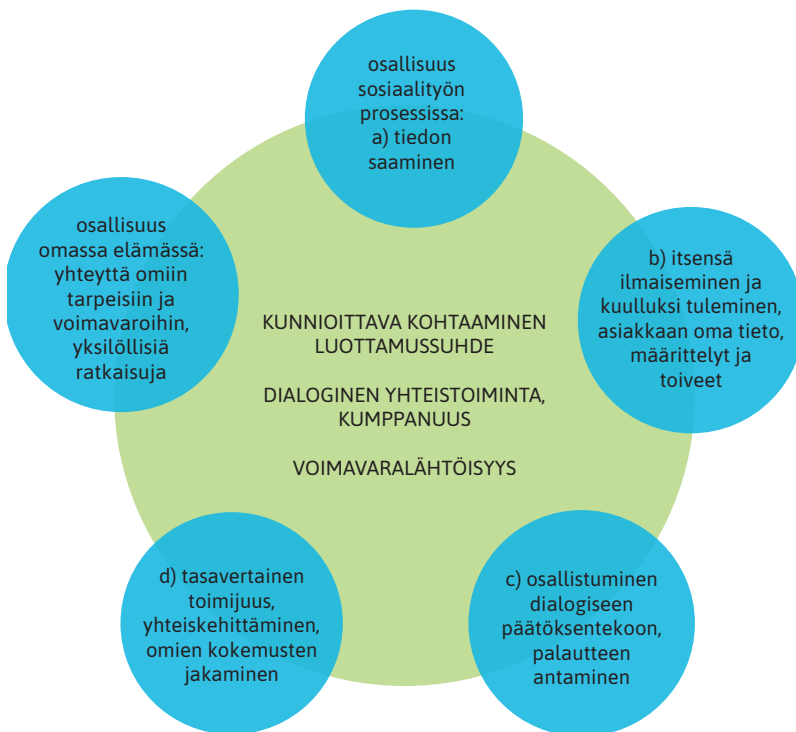 osallisuus
sosiaalityön
prosessissa:
a) tiedon
saaminen
b) itsensä
ilmaiseminen ja
kuulluksi tuleminen,
asiakkaan oma tieto,
määrittelyt ja
toiveet
c) osallistuminen
dialogiseen
päätöksentekoon,
palautteen
antaminen
d) tasavertainen
toimijuus,
yhteiskehittäminen,
omien kokemusten
jakaminen
osallisuus
omassa elämässä:
yhteyttä omiin
tarpeisiin ja
voimavaroihin,
yksilöllisiä
ratkaisuja
KUNNIOITTAVA KOHTAAMINEN
LUOTTAMUSSUHDE
DIALOGINEN YHTEISTOIMINTA,
KUMPPANUUS
VOIMAVARALÄHTÖISYYS